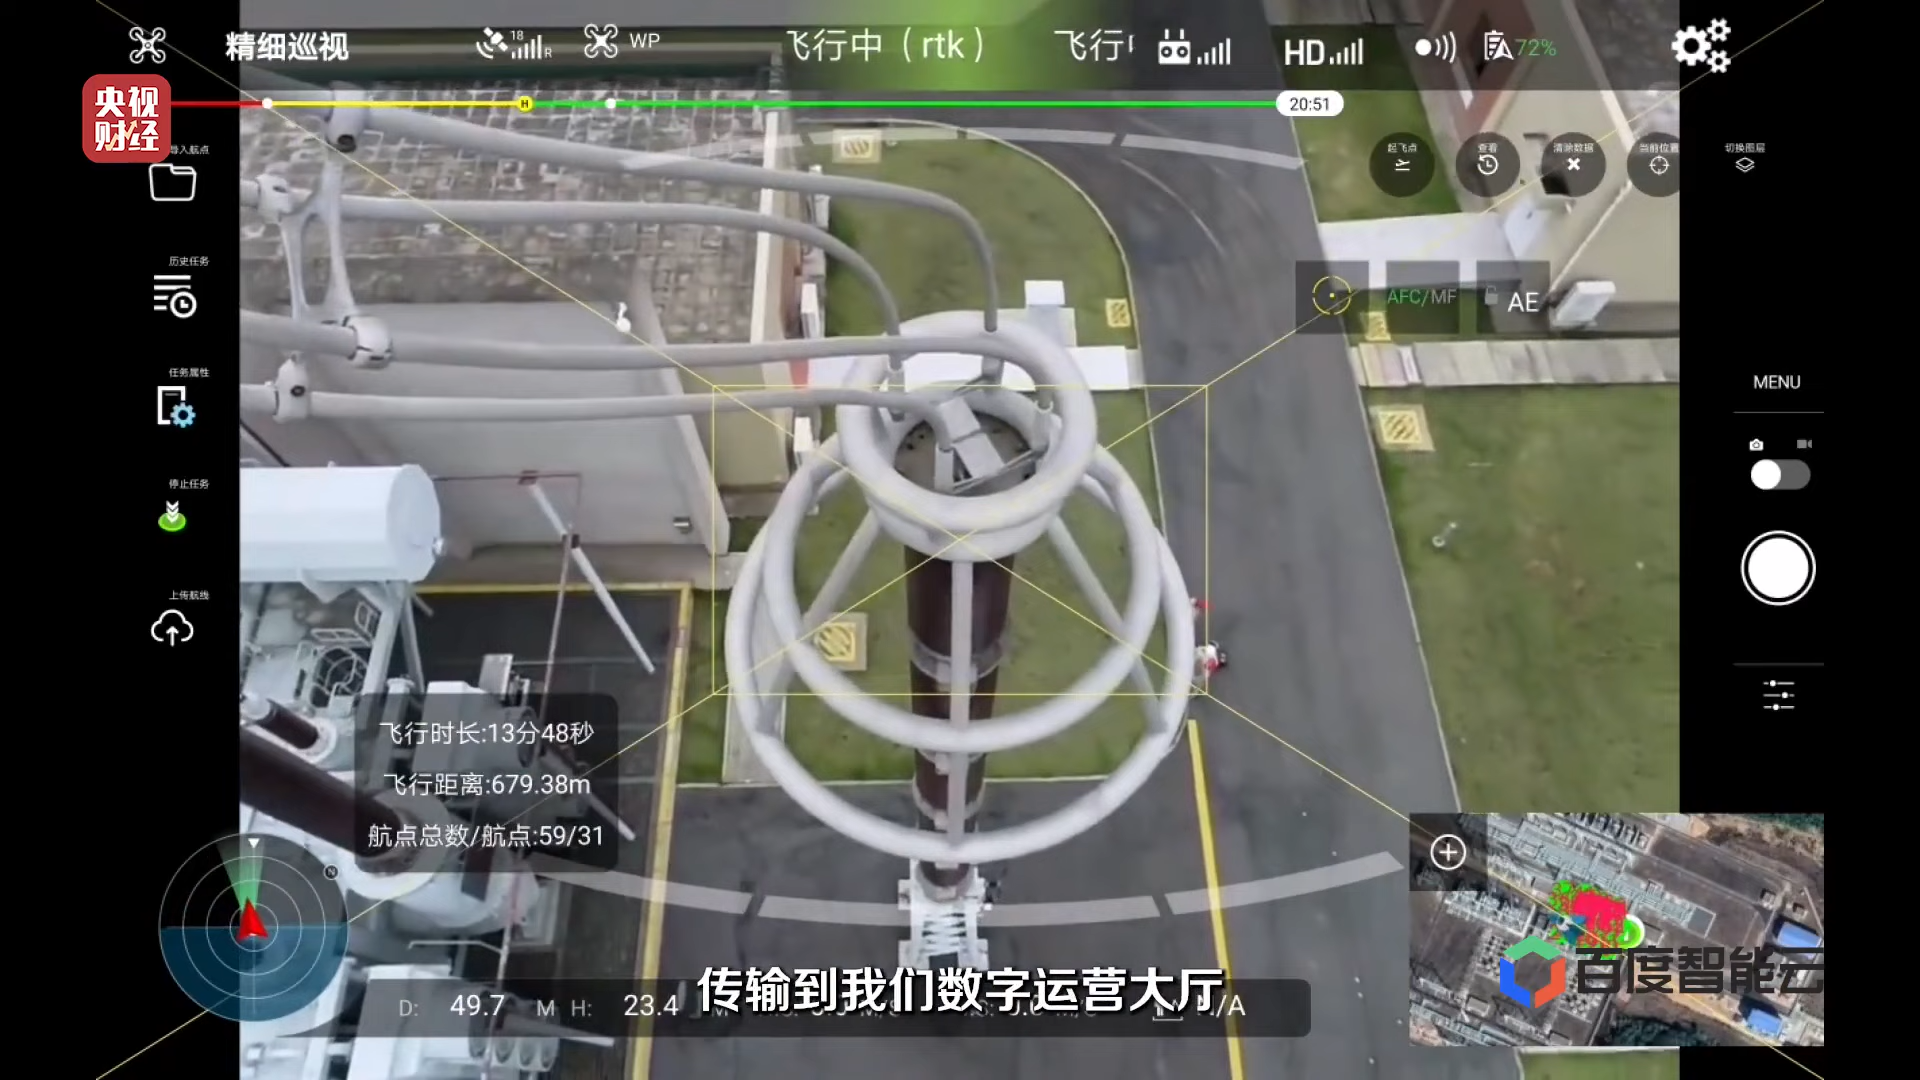 精细巡视
18
R
WP
飞行中（rtk）
飞行
HD
72%
央视
财经
H
20:51
导入航点
起飞点
查看
清除数据
当前位置
切换图层
历史任务
AFC/MF
AE
任务属性
MENU
停止任务
上传航线
飞行时长:13分48秒
飞行距离:679.38m
航点总数/航点:59/31
N
百度智能云
传输到我们数字运营大厅
D: 49.7 M H: 23.4 M
N/A